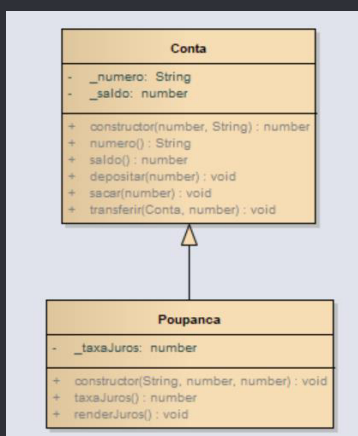 Conta
- _numero: String
- _saldo: number
+ constructor(number, String) : number
+ numero() : String
+ saldo() : number
+ depositar(number) : void
+ sacar(number) : void
+ transferir(Conta, number) : void
Poupanca
- _taxaJuros: number
+ constructor(String, number, number) : void
+ taxaJuros() : number
+ renderJuros() : void